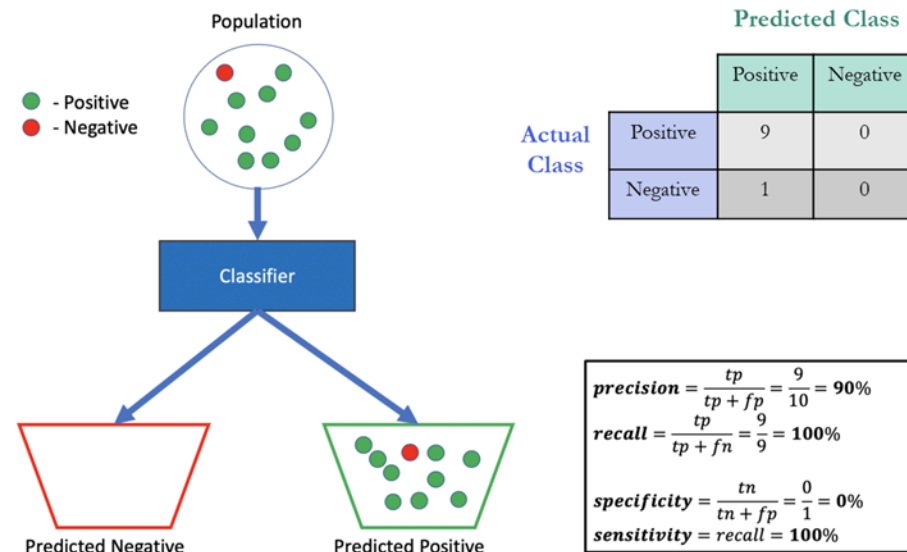 Population
- Positive
- Negative
Classifier
Predicted Negative
Predicted Positive
Predicted Class
Positive Negative
Actual
Class
Positive 9 0
Negative 1 0
precision = tp / (tp + fp) = 9 / 10 = 90%
recall = tp / (tp + fn) = 9 / 9 = 100%
specificity = tn / (tn + fp) = 0 / 1 = 0%
sensitivity = recall = 100%